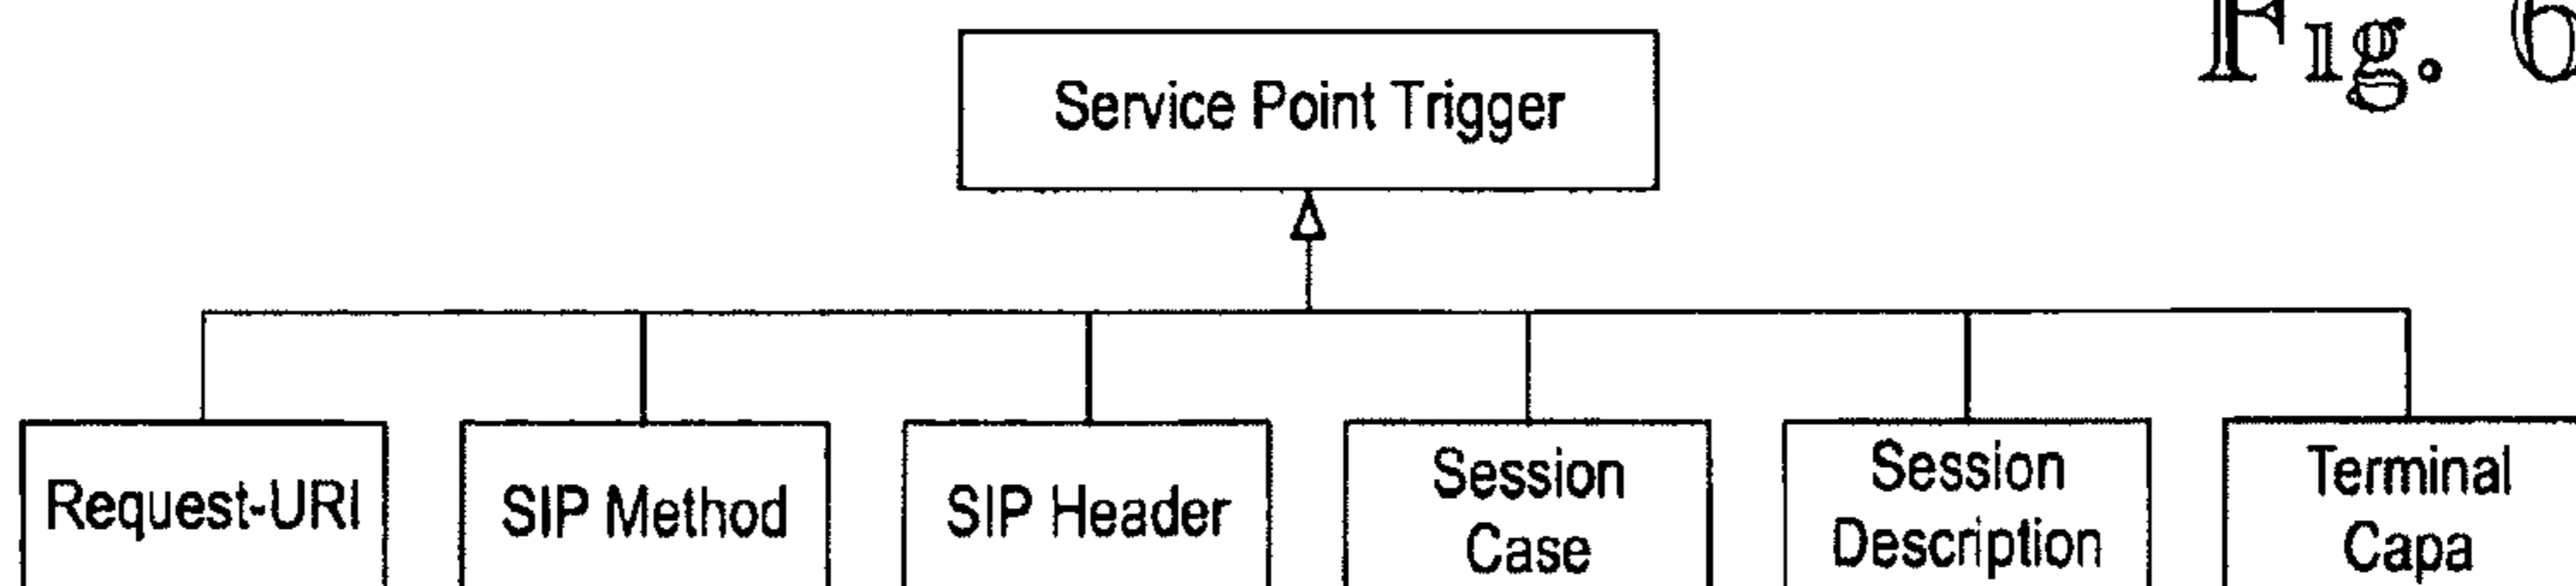 Fig. 6
Service Point Trigger
Request-URI
SIP Method
SIP Header
Session
Case
Session
Description
Terminal
Capa